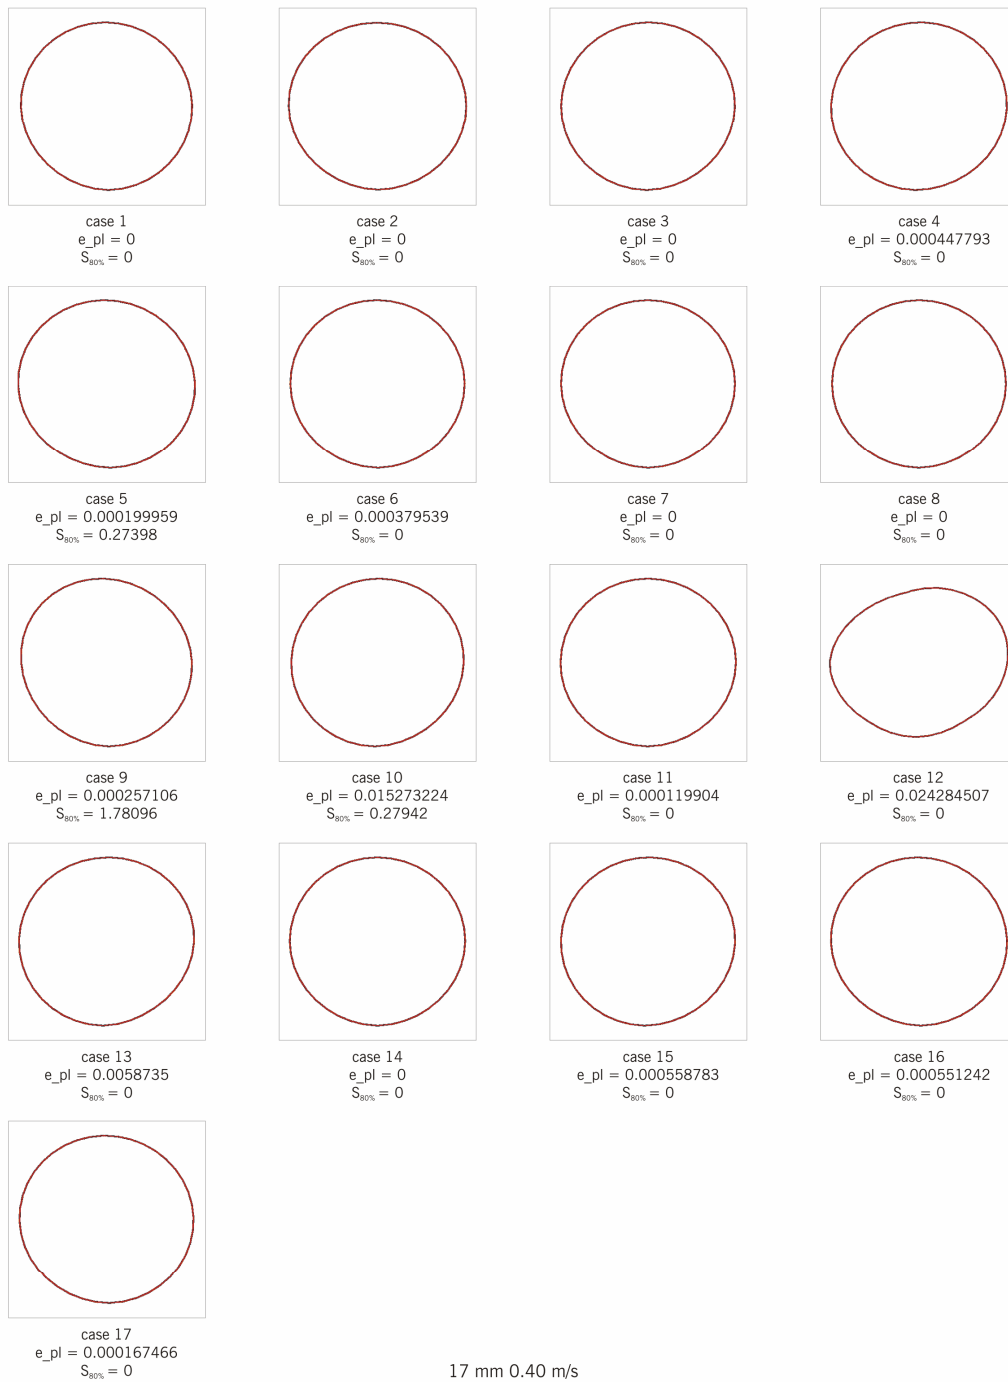 case 1
e_pl = 0
S80% = 0
case 2
e_pl = 0
S80% = 0
case 3
e_pl = 0
S80% = 0
case 4
e_pl = 0.000447793
S80% = 0
case 5
e_pl = 0.000199959
S80% = 0.27398
case 6
e_pl = 0.000379539
S80% = 0
case 7
e_pl = 0
S80% = 0
case 8
e_pl = 0
S80% = 0
case 9
e_pl = 0.000257106
S80% = 1.78096
case 10
e_pl = 0.015273224
S80% = 0.27942
case 11
e_pl = 0.000119904
S80% = 0
case 12
e_pl = 0.024284507
S80% = 0
case 13
e_pl = 0.0058735
S80% = 0
case 14
e_pl = 0
S80% = 0
case 15
e_pl = 0.000558783
S80% = 0
case 16
e_pl = 0.000551242
S80% = 0
case 17
e_pl = 0.000167466
S80% = 0
17 mm 0.40 m/s